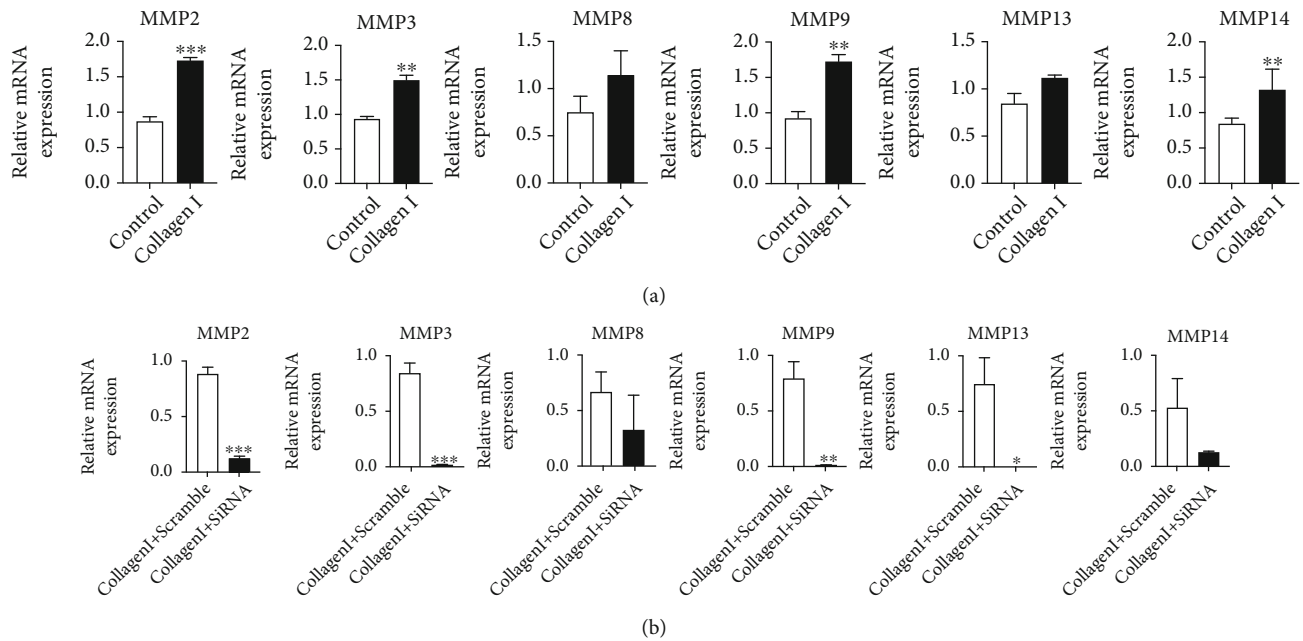 MMP2
Relative mRNA
expression
2.0
1.5
1.0
0.5
0.0
***
Control
Collagen I
MMP3
Relative mRNA
expression
2.0
1.5
1.0
0.5
0.0
**
Control
Collagen I
MMP8
Relative mRNA
expression
1.5
1.0
0.5
0.0
Control
Collagen I
MMP9
Relative mRNA
expression
2.0
1.5
1.0
0.5
0.0
**
Control
Collagen I
MMP13
Relative mRNA
expression
1.5
1.0
0.5
0.0
Control
Collagen I
MMP14
Relative mRNA
expression
2.0
1.5
1.0
0.5
0.0
**
Control
Collagen I
(a)
MMP2
Relative mRNA
expression
1.0
0.5
0.0
***
CollagenI+Scramble
CollagenI+SiRNA
MMP3
Relative mRNA
expression
1.0
0.5
0.0
***
CollagenI+Scramble
CollagenI+SiRNA
MMP8
Relative mRNA
expression
1.0
0.5
0.0
CollagenI+Scramble
CollagenI+SiRNA
MMP9
Relative mRNA
expression
1.0
0.5
0.0
**
CollagenI+Scramble
CollagenI+SiRNA
MMP13
Relative mRNA
expression
1.0
0.5
0.0
*
CollagenI+Scramble
CollagenI+SiRNA
MMP14
Relative mRNA
expression
1.0
0.5
0.0
CollagenI+Scramble
CollagenI+SiRNA
(b)